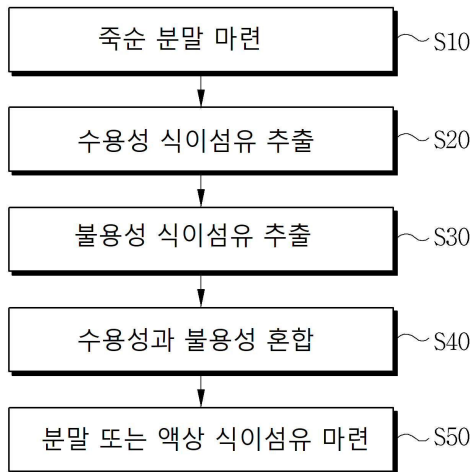 죽순 분말 마련
S10
수용성 식이섬유 추출
S20
불용성 식이섬유 추출
S30
수용성과 불용성 혼합
S40
분말 또는 액상 식이섬유 마련
S50